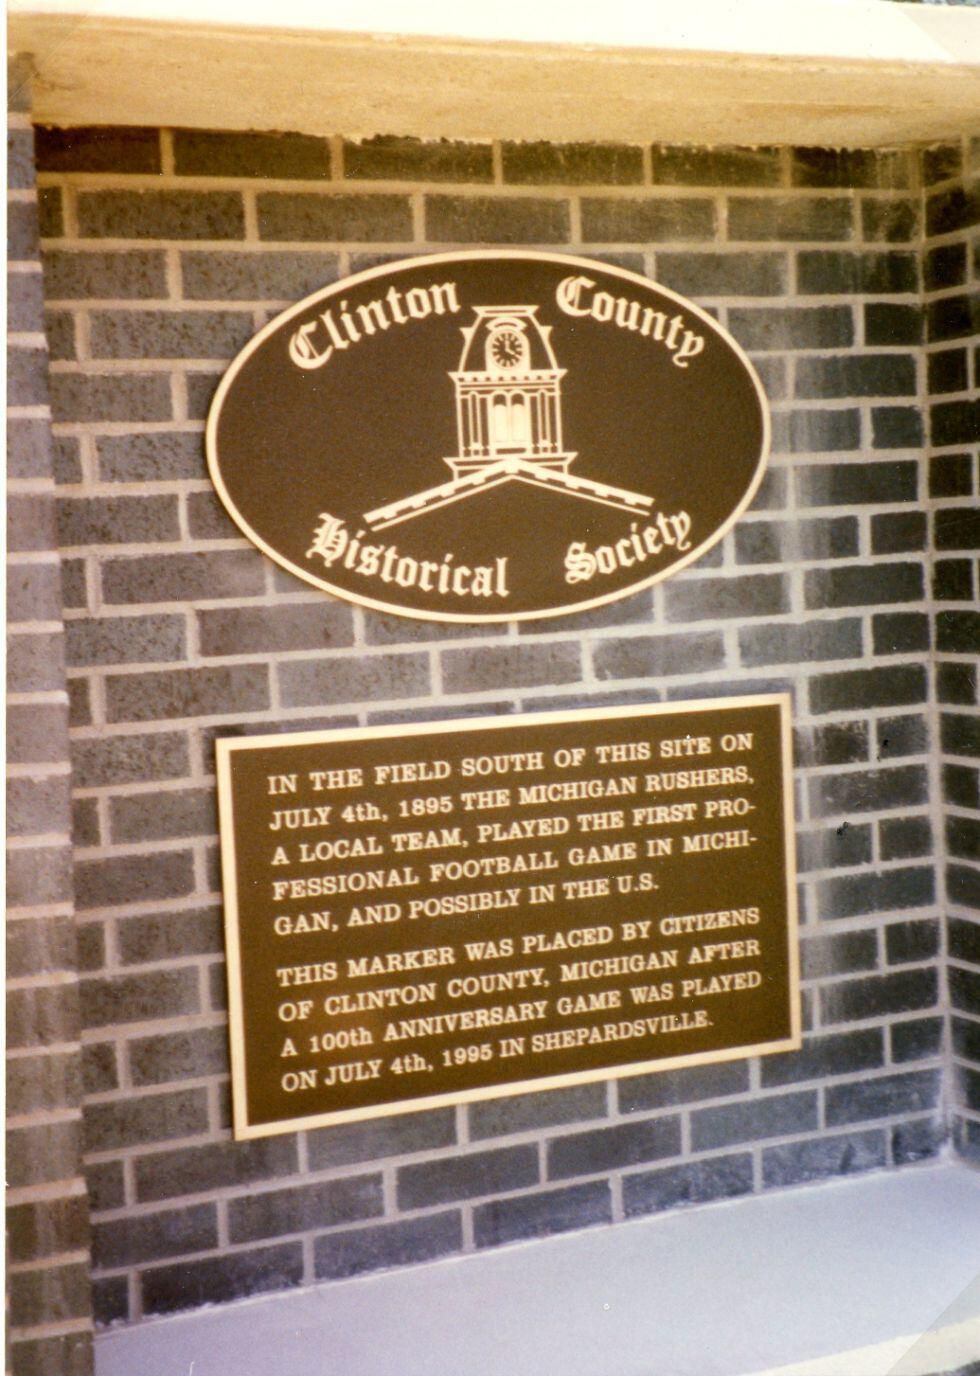 Clinton County
Historical Society
IN THE FIELD SOUTH OF THIS SITE ON
JULY 4th, 1895 THE MICHIGAN RUSHERS,
A LOCAL TEAM, PLAYED THE FIRST PRO-
FESSIONAL FOOTBALL GAME IN MICHI-
GAN, AND POSSIBLY IN THE U.S.
THIS MARKER WAS PLACED BY CITIZENS
OF CLINTON COUNTY, MICHIGAN AFTER
A 100th ANNIVERSARY GAME WAS PLAYED
ON JULY 4th, 1995 IN SHEPARDSVILLE.